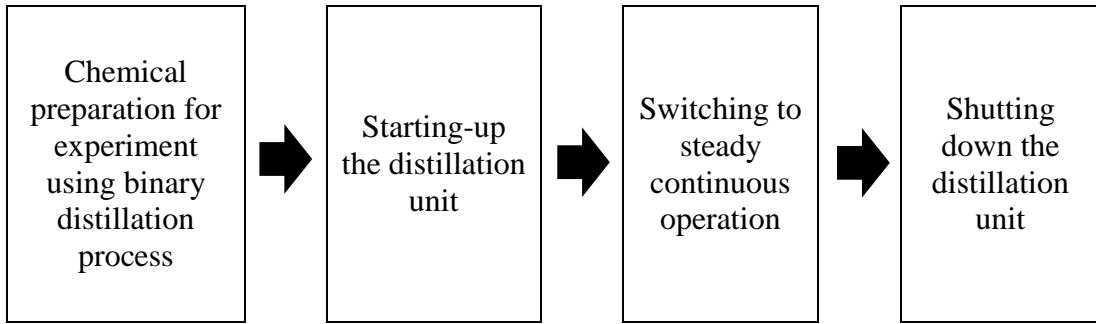 Chemical
preparation for
experiment
using binary
distillation
process
Starting-up
the distillation
unit
Switching to
steady
continuous
operation
Shutting
down the
distillation
unit